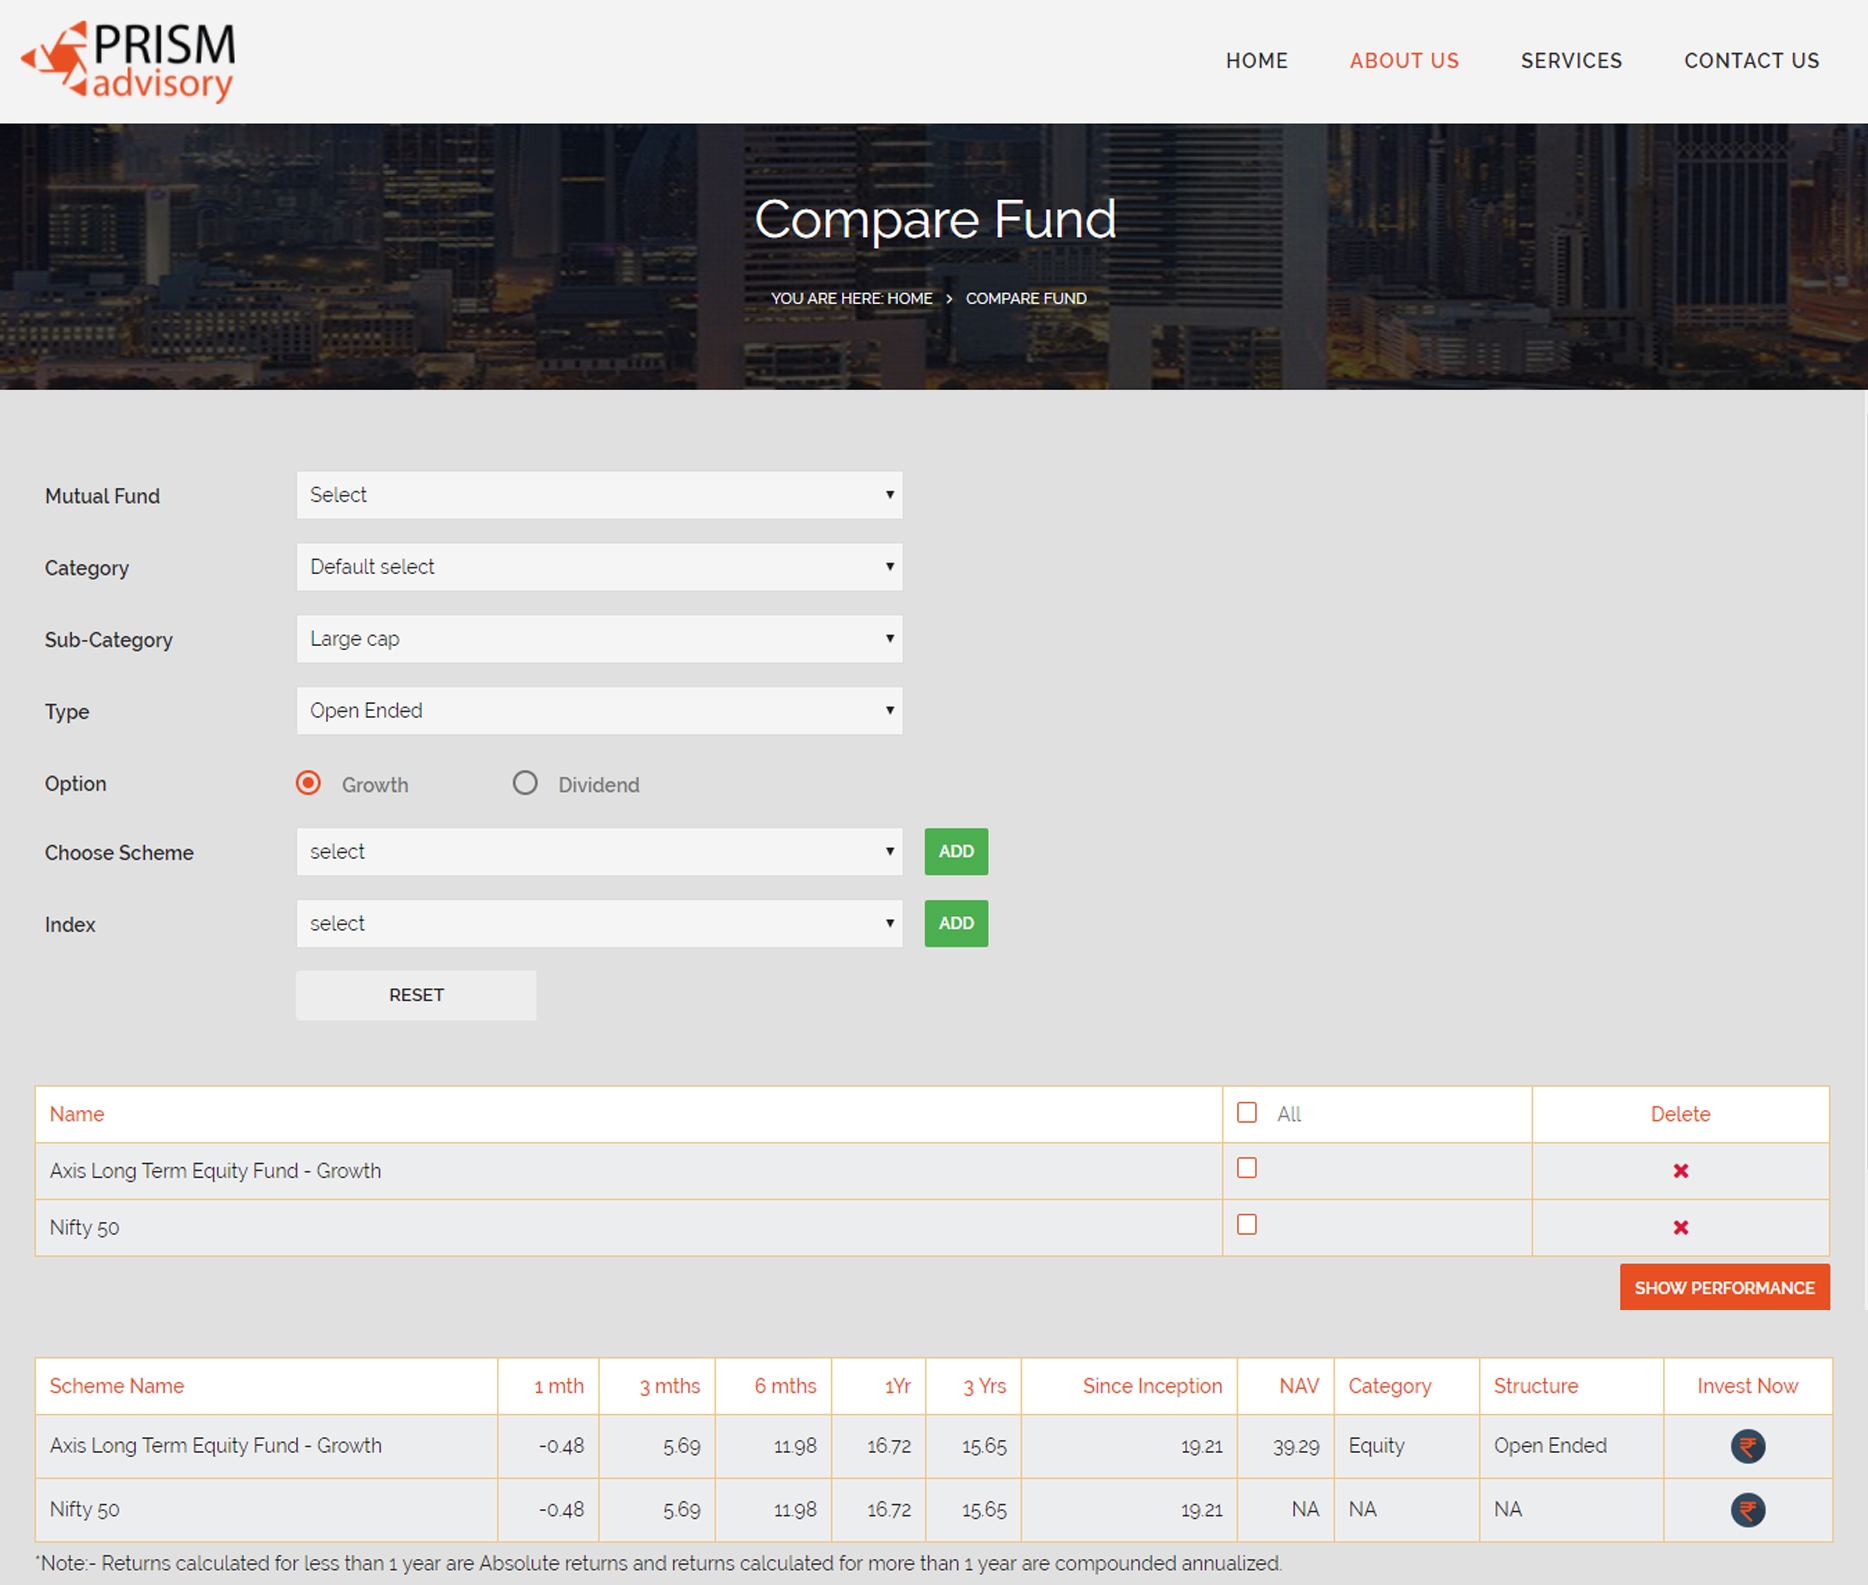 PRISM
advisory
HOME ABOUT US SERVICES CONTACT US
Compare Fund
YOU ARE HERE: HOME > COMPARE FUND
Mutual Fund Select
Category Default select
Sub-Category Large cap
Type Open Ended
Option Growth Dividend
Choose Scheme select ADD
Index select ADD
RESET
Name All Delete
Axis Long Term Equity Fund - Growth
Nifty 50
SHOW PERFORMANCE
Scheme Name 1 mth 3 mths 6 mths 1Yr 3 Yrs Since Inception NAV Category Structure Invest Now
Axis Long Term Equity Fund - Growth -0.48 5.69 11.98 16.72 15.65 19.21 39.29 Equity Open Ended ₹
Nifty 50 -0.48 5.69 11.98 16.72 15.65 19.21 NA NA NA ₹
*Note:- Returns calculated for less than 1 year are Absolute returns and returns calculated for more than 1 year are compounded annualized.